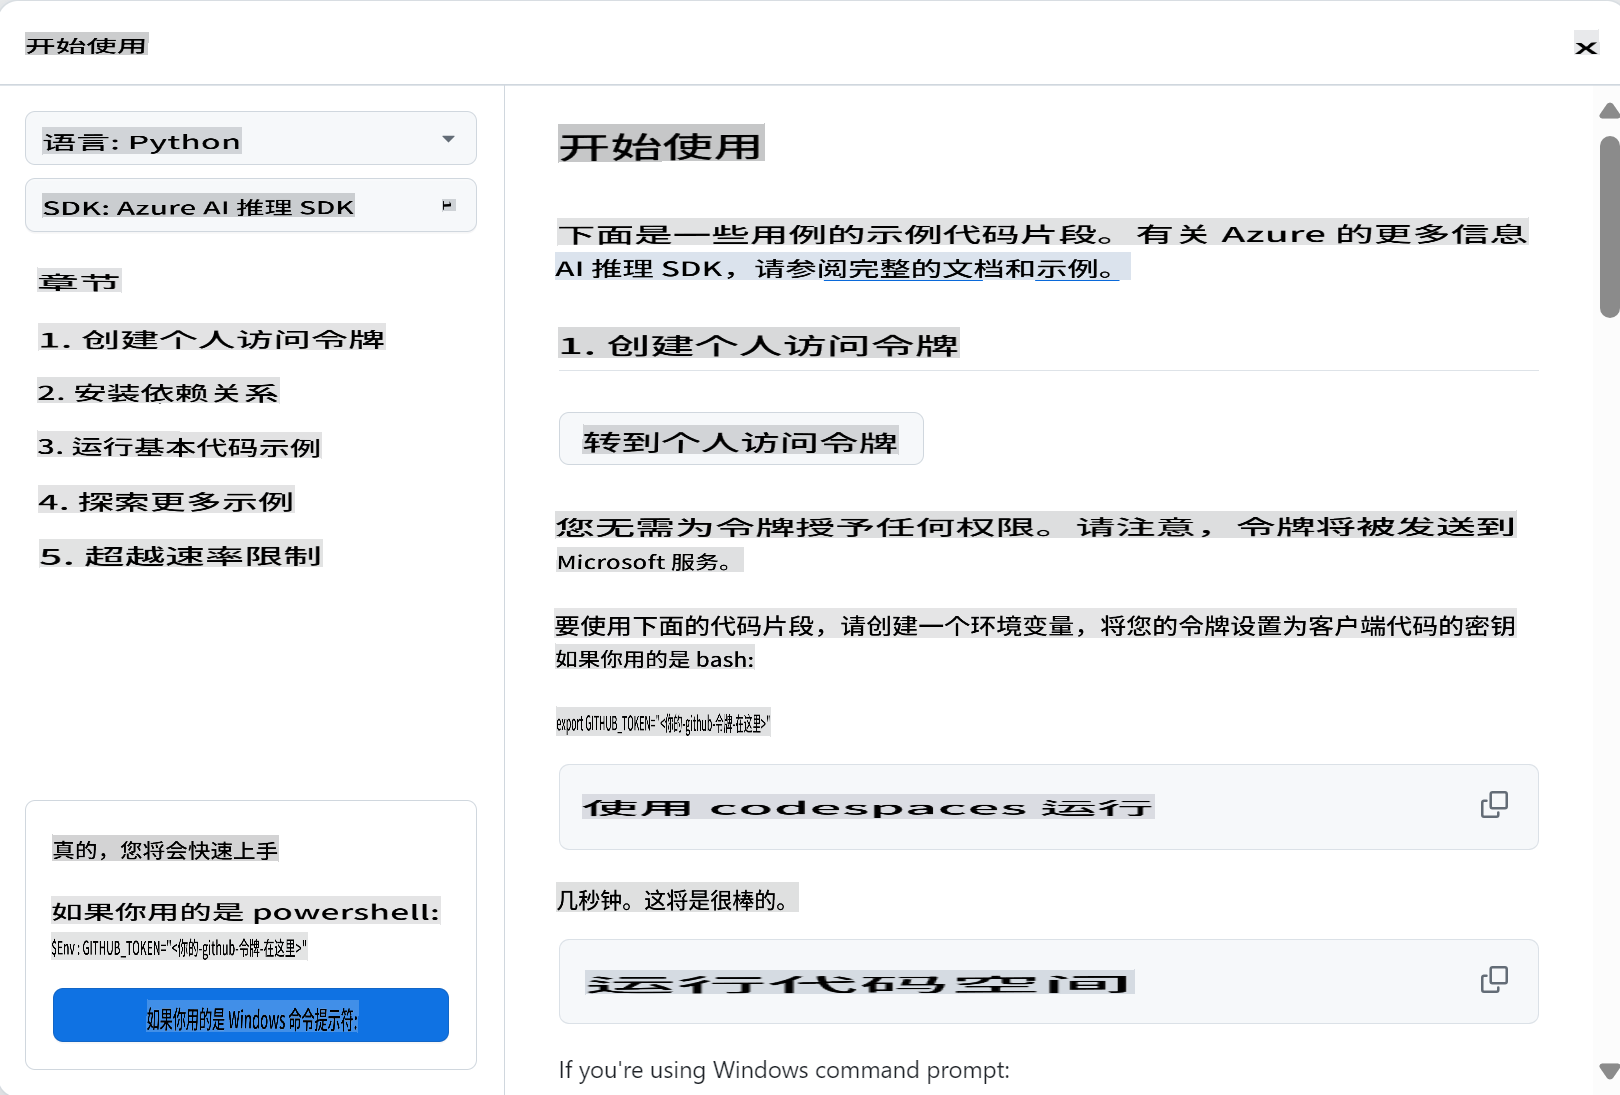 开始使用
x
语言: Python
SDK: Azure AI 推理 SDK
章节
1. 创建个人访问令牌
2. 安装依赖关系
3. 运行基本代码示例
4. 探索更多示例
5. 超越速率限制
真的，您将会快速上手
如果你用的是 powershell:
$Env:GITHUB_TOKEN="<你的-github-令牌-在这里>"
如果你用的是 Windows 命令提示符:
开始使用
下面是一些用例的示例代码片段。 有关 Azure 的更多信息
AI 推理 SDK，请参阅完整的文档和示例。
1. 创建个人访问令牌
转到个人访问令牌
您无需为令牌授予任何权限。 请注意，令牌将被发送到
Microsoft 服务。
要使用下面的代码片段，请创建一个环境变量，将您的令牌设置为客户端代码的密钥
如果你用的是 bash:
export GITHUB_TOKEN="<你的-github-令牌-在这里>"
使用 codespaces 运行
几秒钟。这将是很棒的。
运行代码空间
If you're using Windows command prompt: